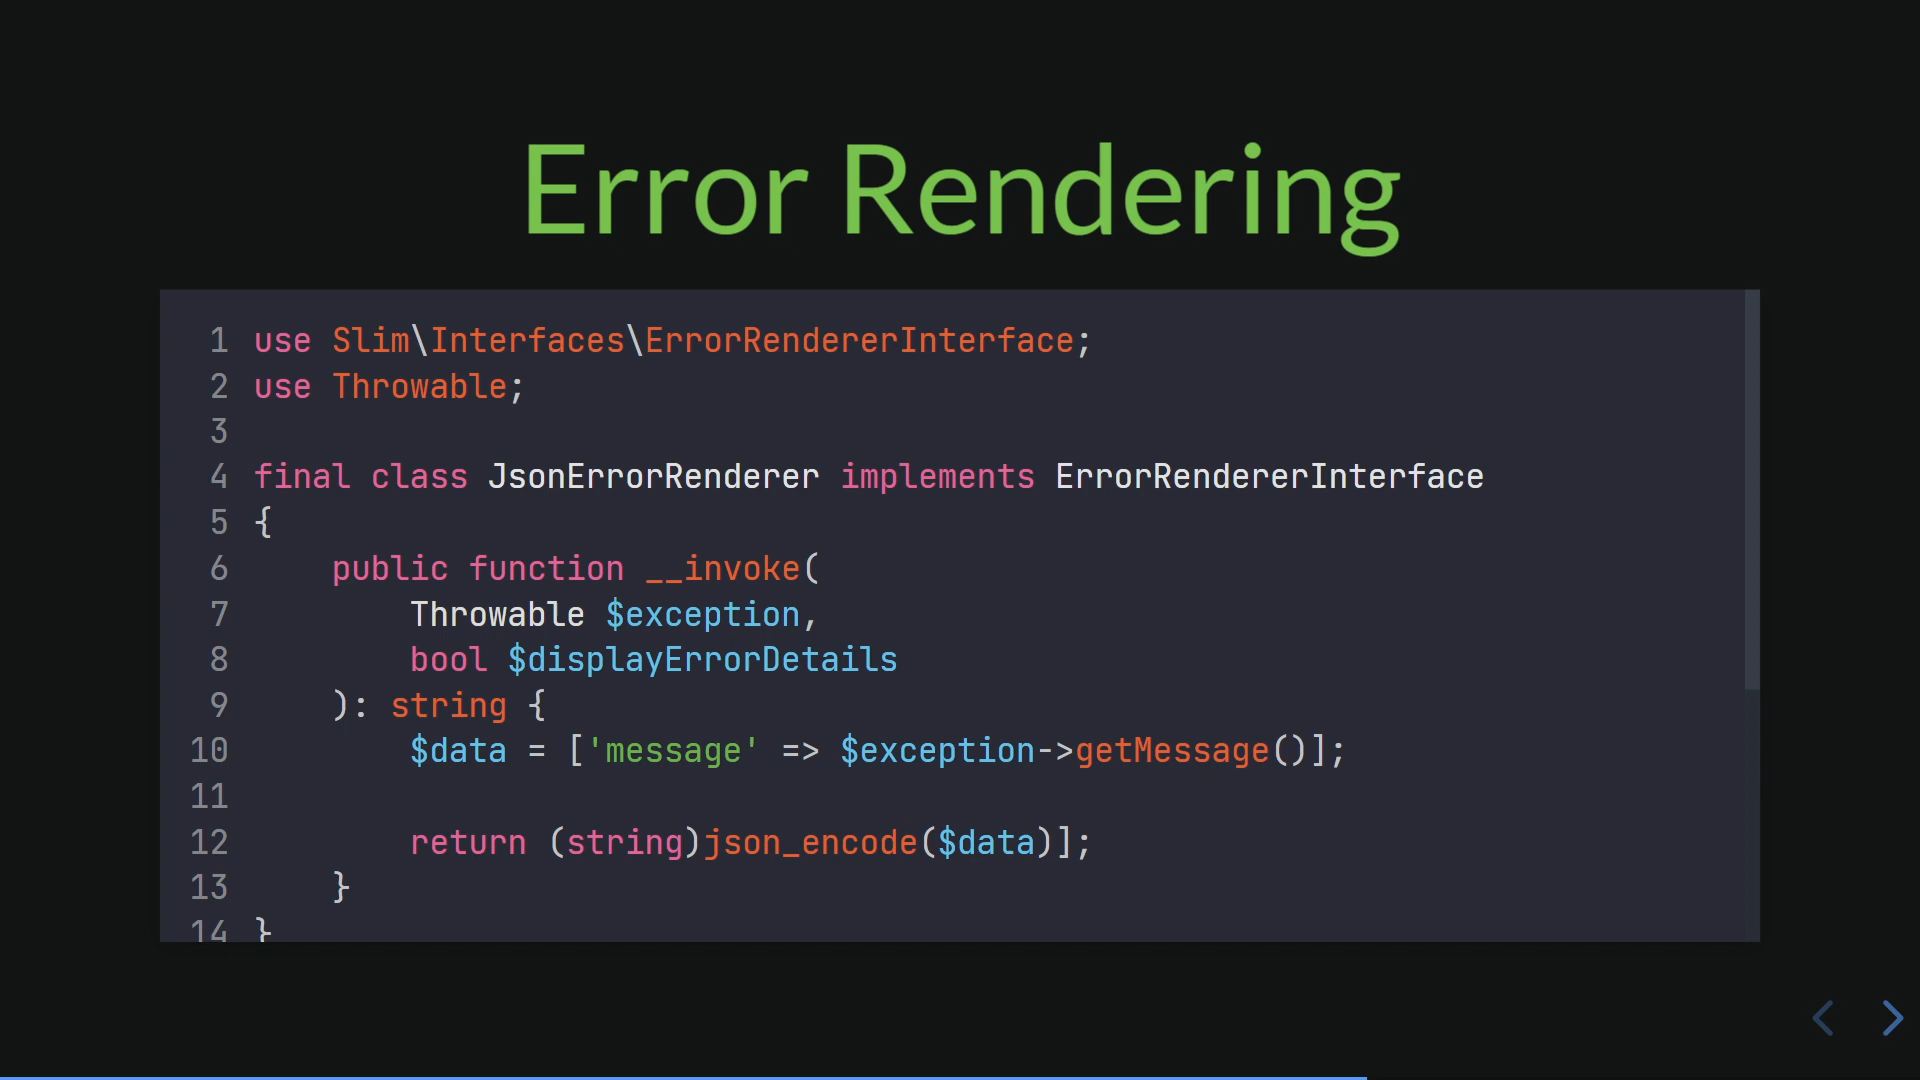 Error Rendering
1 use Slim\Interfaces\ErrorRendererInterface;
2 use Throwable;
3
4 final class JsonErrorRenderer implements ErrorRendererInterface
5 {
6     public function __invoke(
7         Throwable $exception,
8         bool $displayErrorDetails
9     ): string {
10         $data = ['message' => $exception->getMessage()];
11
12         return (string)json_encode($data)];
13     }
14 }